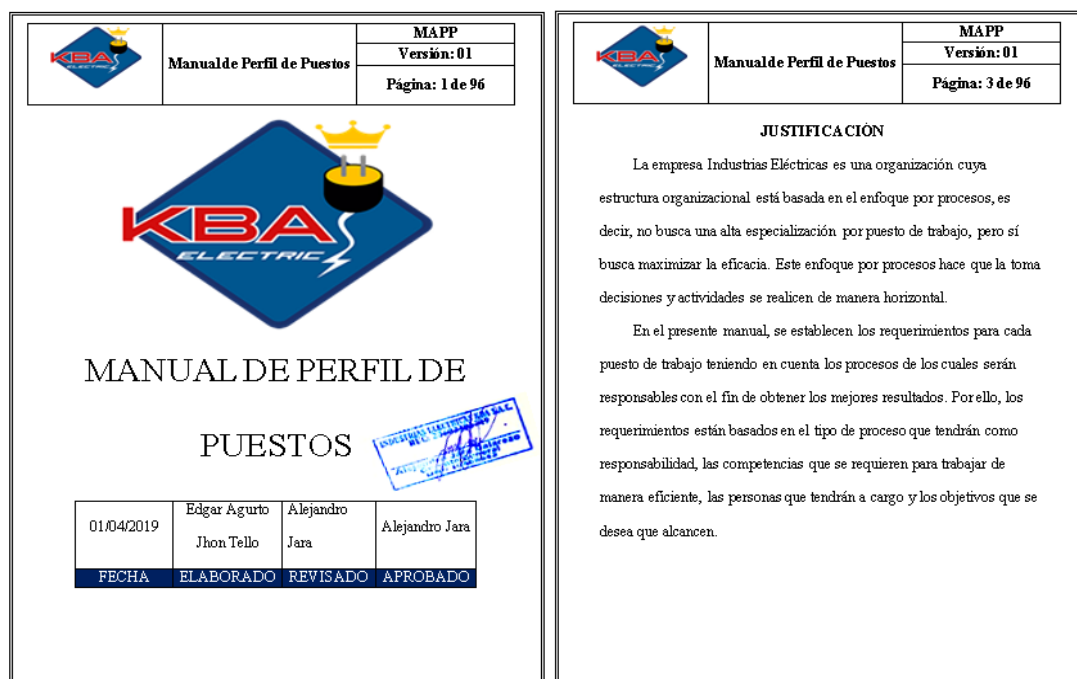 KBA
ELECTRIC
Manual de Perfil de Puestos
MAPP
Versión: 01
Página: 1 de 96
KBA
ELECTRIC
MANUAL DE PERFIL DE
PUESTOS
INDUSTRIAS ELECTRICAS KBA S.A.C.
01/04/2019
Edgar Agurto
Jhon Tello
Alejandro
Jara
Alejandro Jara
FECHA
ELABORADO
REVISADO
APROBADO
KBA
ELECTRIC
Manual de Perfil de Puestos
MAPP
Versión: 01
Página: 3 de 96
JUSTIFICACIÓN
La empresa Industrias Eléctricas es una organización cuya
estructura organizacional está basada en el enfoque por procesos, es
decir, no busca una alta especialización por puesto de trabajo, pero sí
busca maximizar la eficacia. Este enfoque por procesos hace que la toma
decisiones y actividades se realicen de manera horizontal.
En el presente manual, se establecen los requerimientos para cada
puesto de trabajo teniendo en cuenta los procesos de los cuales serán
responsables con el fin de obtener los mejores resultados. Por ello, los
requerimientos están basados en el tipo de proceso que tendrán como
responsabilidad, las competencias que se requieren para trabajar de
manera eficiente, las personas que tendrán a cargo y los objetivos que se
desea que alcancen.